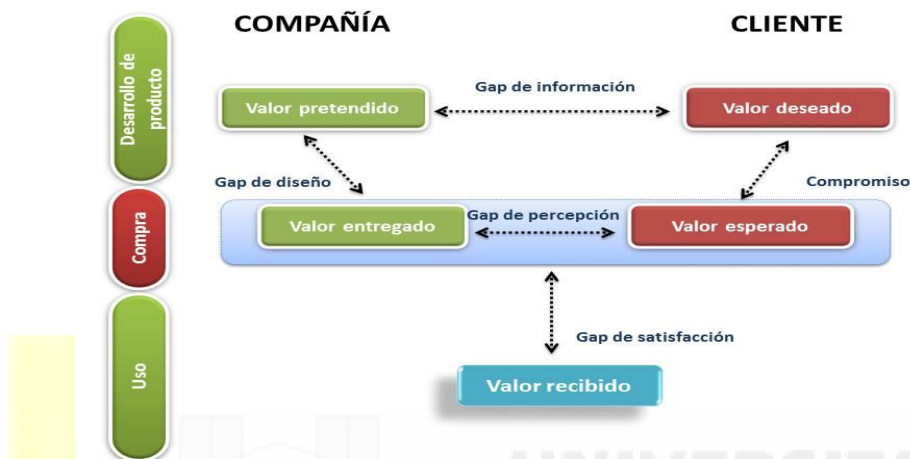 COMPAÑÍA
CLIENTE
Desarrollo de
producto
Gap de información
Valor pretendido
Valor deseado
Gap de diseño
Compromiso
Compra
Gap de percepción
Valor entregado
Valor esperado
Gap de satisfacción
Uso
Valor recibido